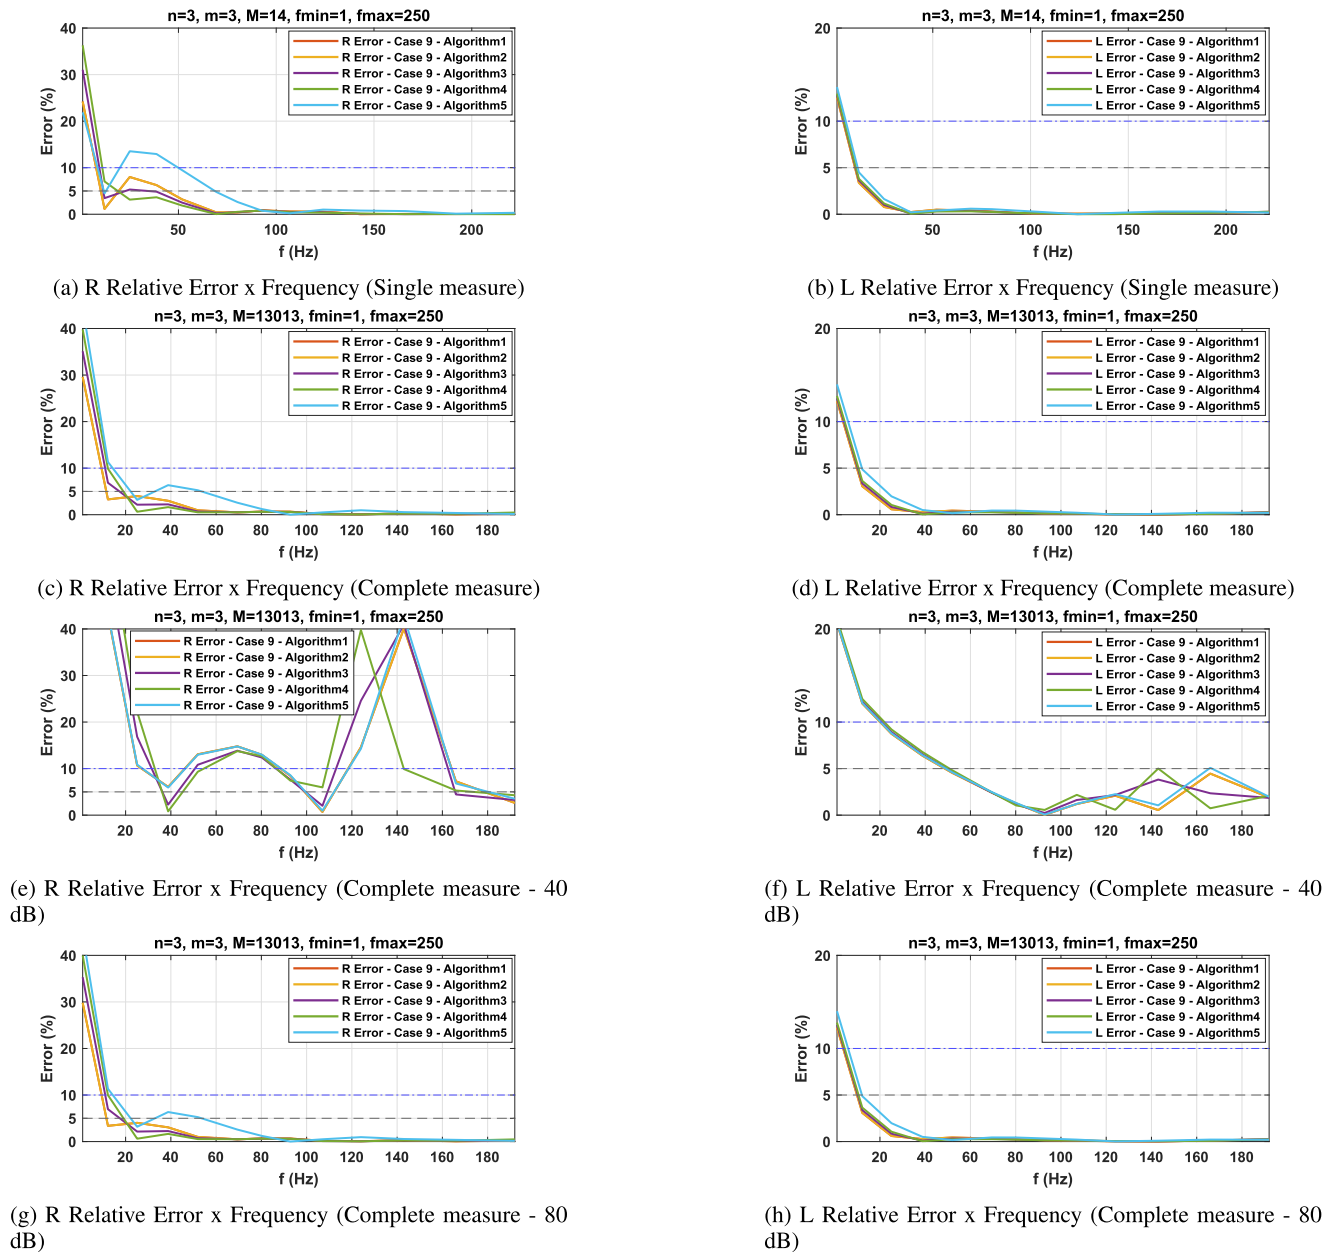 n=3, m=3, M=14, fmin=1, fmax=250
40
30
20
10
5
0
Error (%)
R Error - Case 9 - Algorithm1
R Error - Case 9 - Algorithm2
R Error - Case 9 - Algorithm3
R Error - Case 9 - Algorithm4
R Error - Case 9 - Algorithm5
50 100 150 200
f (Hz)
(a) R Relative Error x Frequency (Single measure)
n=3, m=3, M=14, fmin=1, fmax=250
20
10
5
0
Error (%)
L Error - Case 9 - Algorithm1
L Error - Case 9 - Algorithm2
L Error - Case 9 - Algorithm3
L Error - Case 9 - Algorithm4
L Error - Case 9 - Algorithm5
50 100 150 200
f (Hz)
(b) L Relative Error x Frequency (Single measure)
n=3, m=3, M=13013, fmin=1, fmax=250
40
30
20
10
5
0
Error (%)
R Error - Case 9 - Algorithm1
R Error - Case 9 - Algorithm2
R Error - Case 9 - Algorithm3
R Error - Case 9 - Algorithm4
R Error - Case 9 - Algorithm5
20 40 60 80 100 120 140 160 180
f (Hz)
(c) R Relative Error x Frequency (Complete measure)
n=3, m=3, M=13013, fmin=1, fmax=250
20
10
5
0
Error (%)
L Error - Case 9 - Algorithm1
L Error - Case 9 - Algorithm2
L Error - Case 9 - Algorithm3
L Error - Case 9 - Algorithm4
L Error - Case 9 - Algorithm5
20 40 60 80 100 120 140 160 180
f (Hz)
(d) L Relative Error x Frequency (Complete measure)
n=3, m=3, M=13013, fmin=1, fmax=250
40
30
20
10
5
0
Error (%)
R Error - Case 9 - Algorithm1
R Error - Case 9 - Algorithm2
R Error - Case 9 - Algorithm3
R Error - Case 9 - Algorithm4
R Error - Case 9 - Algorithm5
20 40 60 80 100 120 140 160 180
f (Hz)
(e) R Relative Error x Frequency (Complete measure - 40
dB)
n=3, m=3, M=13013, fmin=1, fmax=250
20
10
5
0
Error (%)
L Error - Case 9 - Algorithm1
L Error - Case 9 - Algorithm2
L Error - Case 9 - Algorithm3
L Error - Case 9 - Algorithm4
L Error - Case 9 - Algorithm5
20 40 60 80 100 120 140 160 180
f (Hz)
(f) L Relative Error x Frequency (Complete measure - 40
dB)
n=3, m=3, M=13013, fmin=1, fmax=250
40
30
20
10
5
0
Error (%)
R Error - Case 9 - Algorithm1
R Error - Case 9 - Algorithm2
R Error - Case 9 - Algorithm3
R Error - Case 9 - Algorithm4
R Error - Case 9 - Algorithm5
20 40 60 80 100 120 140 160 180
f (Hz)
(g) R Relative Error x Frequency (Complete measure - 80
dB)
n=3, m=3, M=13013, fmin=1, fmax=250
20
10
5
0
Error (%)
L Error - Case 9 - Algorithm1
L Error - Case 9 - Algorithm2
L Error - Case 9 - Algorithm3
L Error - Case 9 - Algorithm4
L Error - Case 9 - Algorithm5
20 40 60 80 100 120 140 160 180
f (Hz)
(h) L Relative Error x Frequency (Complete measure - 80
dB)